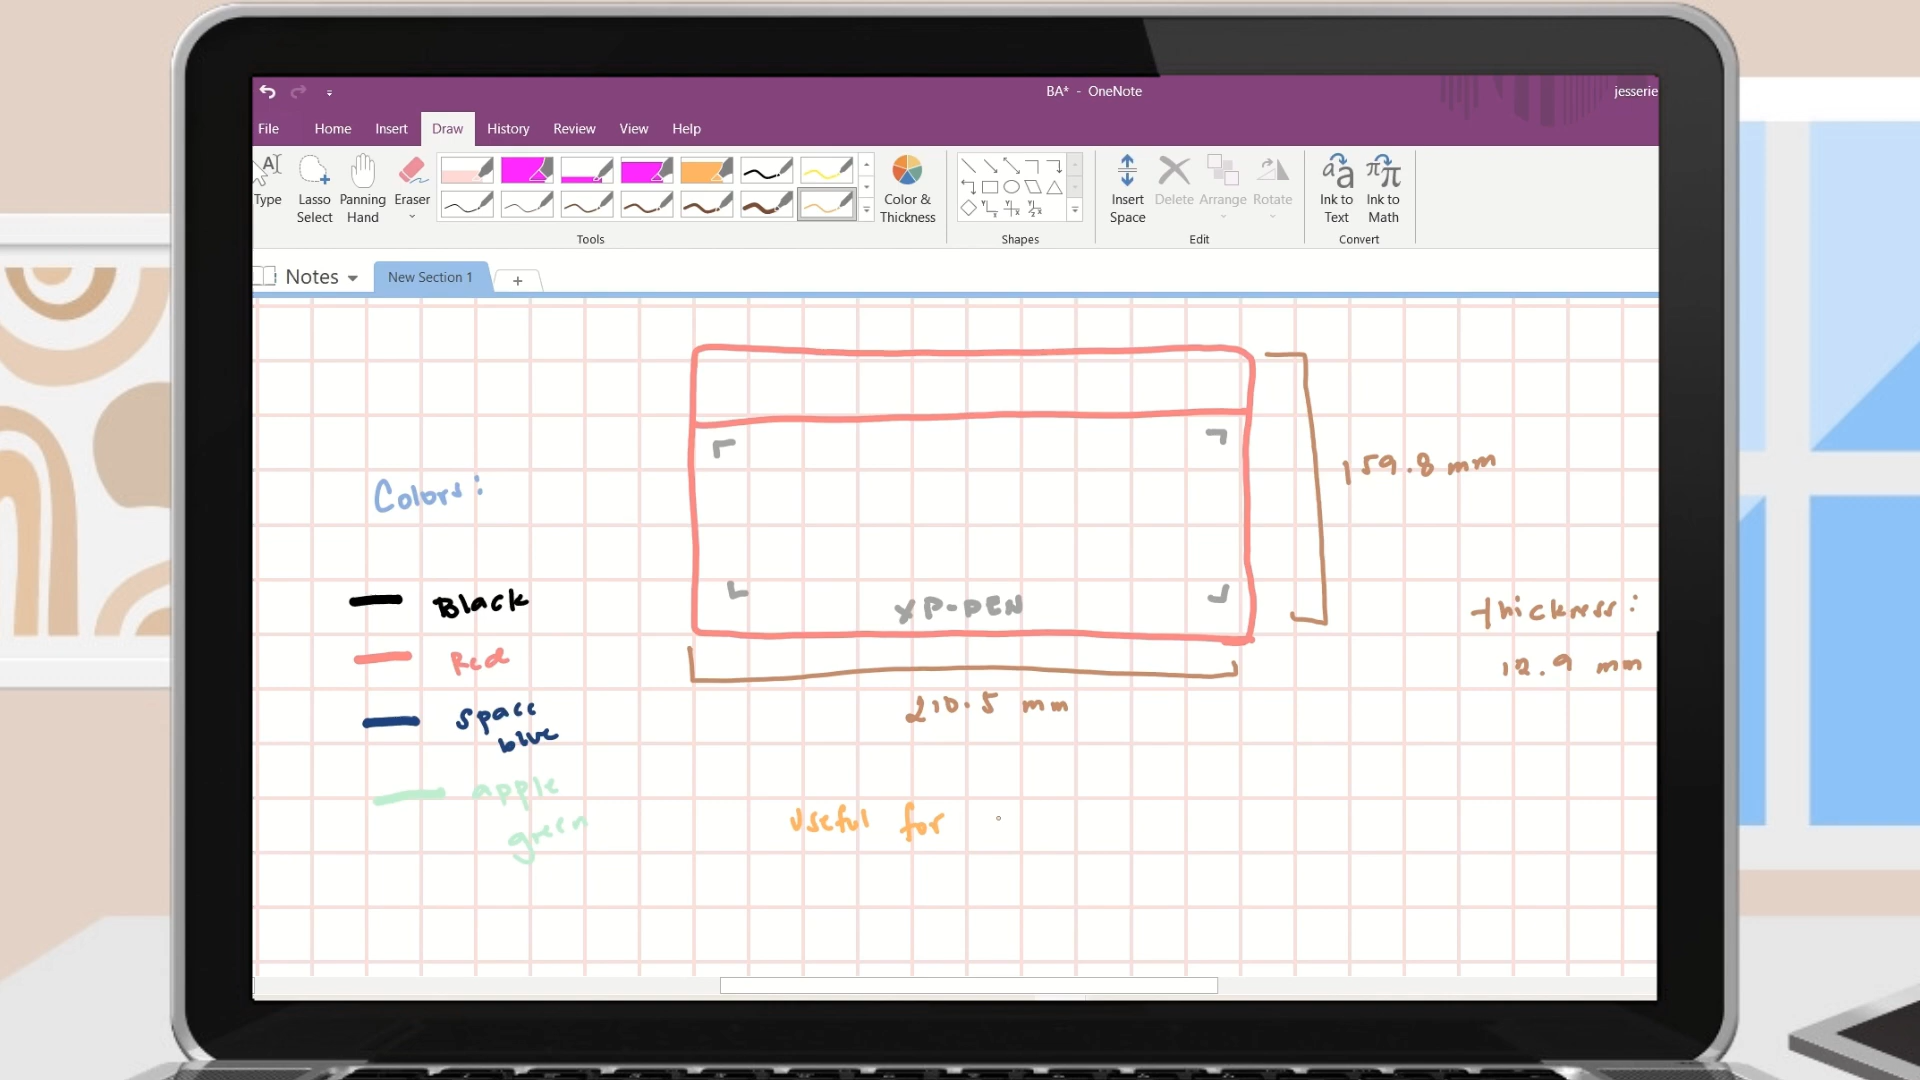 BA* - OneNote
jesserie
File Home Insert Draw History Review View Help
Type
Lasso Select
Panning Hand
Eraser
Color & Thickness
Insert Space
Delete
Arrange
Rotate
Ink to Text
Ink to Math
Tools
Shapes
Edit
Convert
Notes
New Section 1
+
159.8 mm
Colors:
Black
XP-PEN
thickness:
Red
12.9 mm
space
blue
210.5 mm
apple
green
Useful for